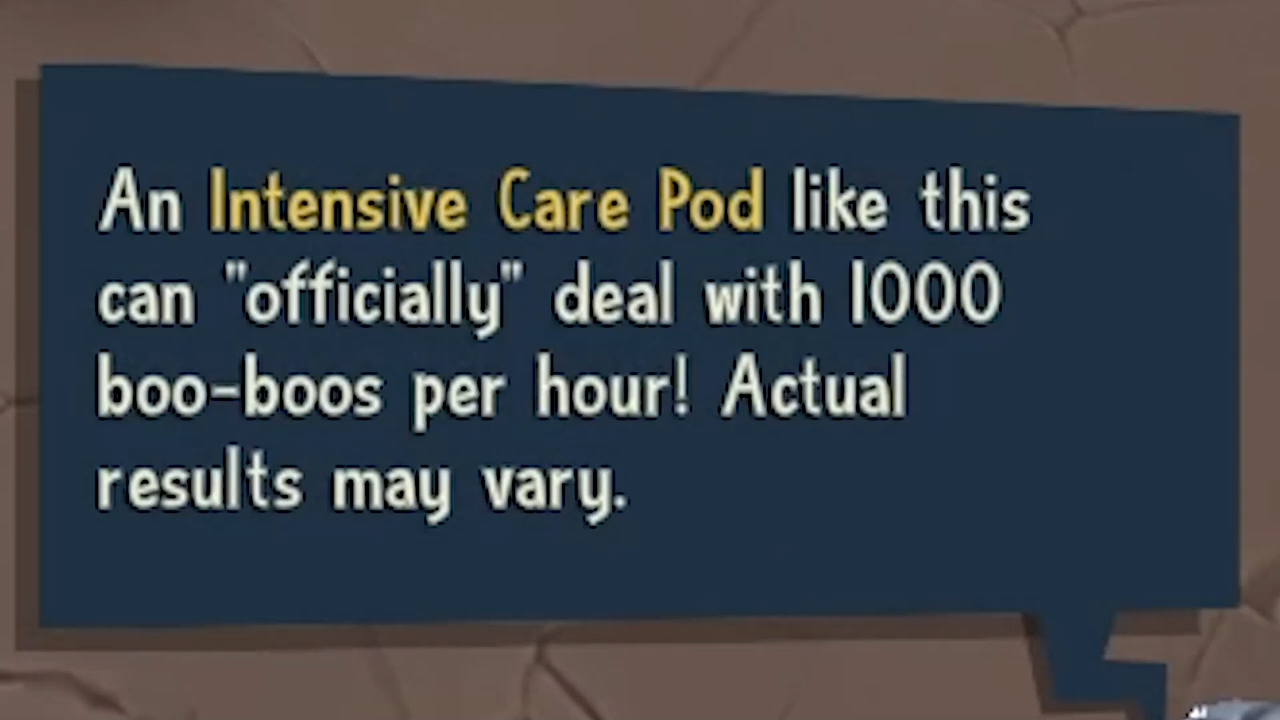 An Intensive Care Pod like this
can "officially" deal with 1000
boo-boos per hour! Actual
results may vary.